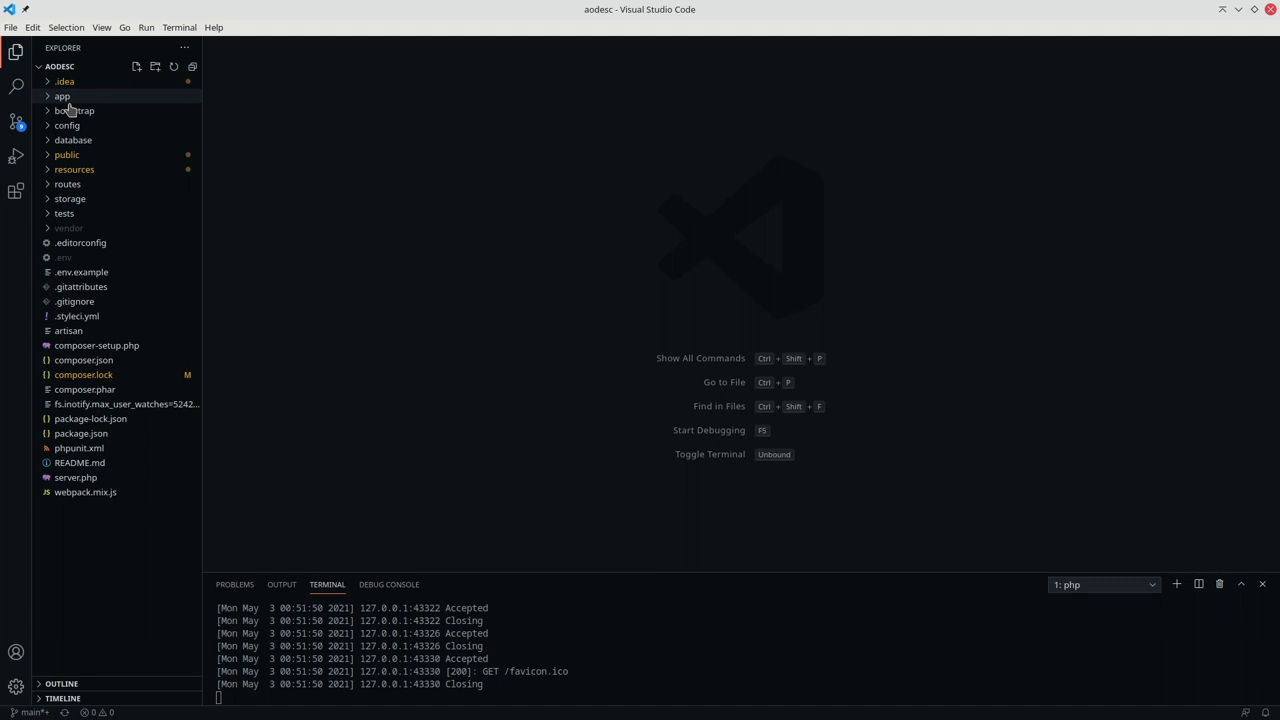 aodesc - Visual Studio Code
File Edit Selection View Go Run Terminal Help
EXPLORER
AODESC
.idea
app
bootstrap
config
database
public
resources
routes
storage
tests
vendor
.editorconfig
.env
.env.example
.gitattributes
.gitignore
.styleci.yml
artisan
composer-setup.php
composer.json
composer.lock M
composer.phar
fs.inotify.max_user_watches=5242...
package-lock.json
package.json
phpunit.xml
README.md
server.php
webpack.mix.js
OUTLINE
TIMELINE
9
Show All Commands Ctrl + Shift + P
Go to File Ctrl + P
Find in Files Ctrl + Shift + F
Start Debugging F5
Toggle Terminal Unbound
PROBLEMS OUTPUT TERMINAL DEBUG CONSOLE 1: php
[Mon May  3 00:51:50 2021] 127.0.0.1:43322 Accepted
[Mon May  3 00:51:50 2021] 127.0.0.1:43322 Closing
[Mon May  3 00:51:50 2021] 127.0.0.1:43326 Accepted
[Mon May  3 00:51:50 2021] 127.0.0.1:43326 Closing
[Mon May  3 00:51:50 2021] 127.0.0.1:43330 Accepted
[Mon May  3 00:51:50 2021] 127.0.0.1:43330 [200]: GET /favicon.ico
[Mon May  3 00:51:50 2021] 127.0.0.1:43330 Closing
main*+ 0 0